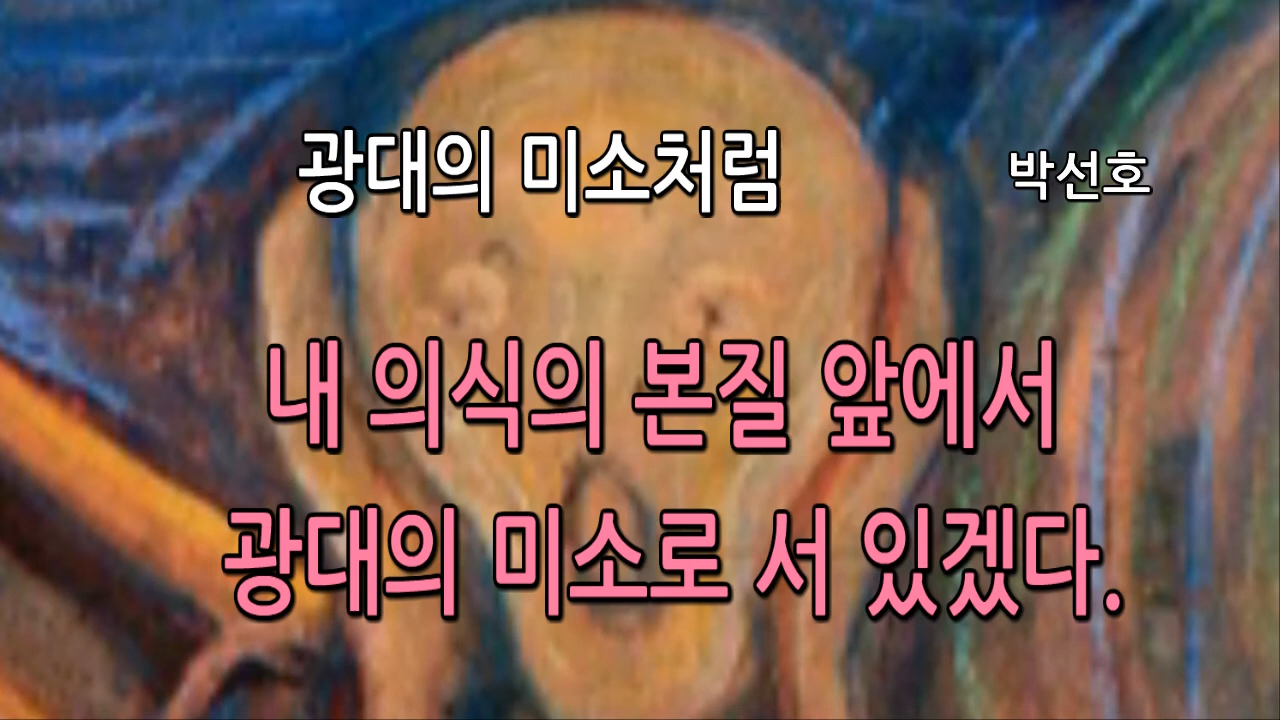 광대의 미소처럼 박선호
내 의식의 본질 앞에서
광대의 미소로 서 있겠다.